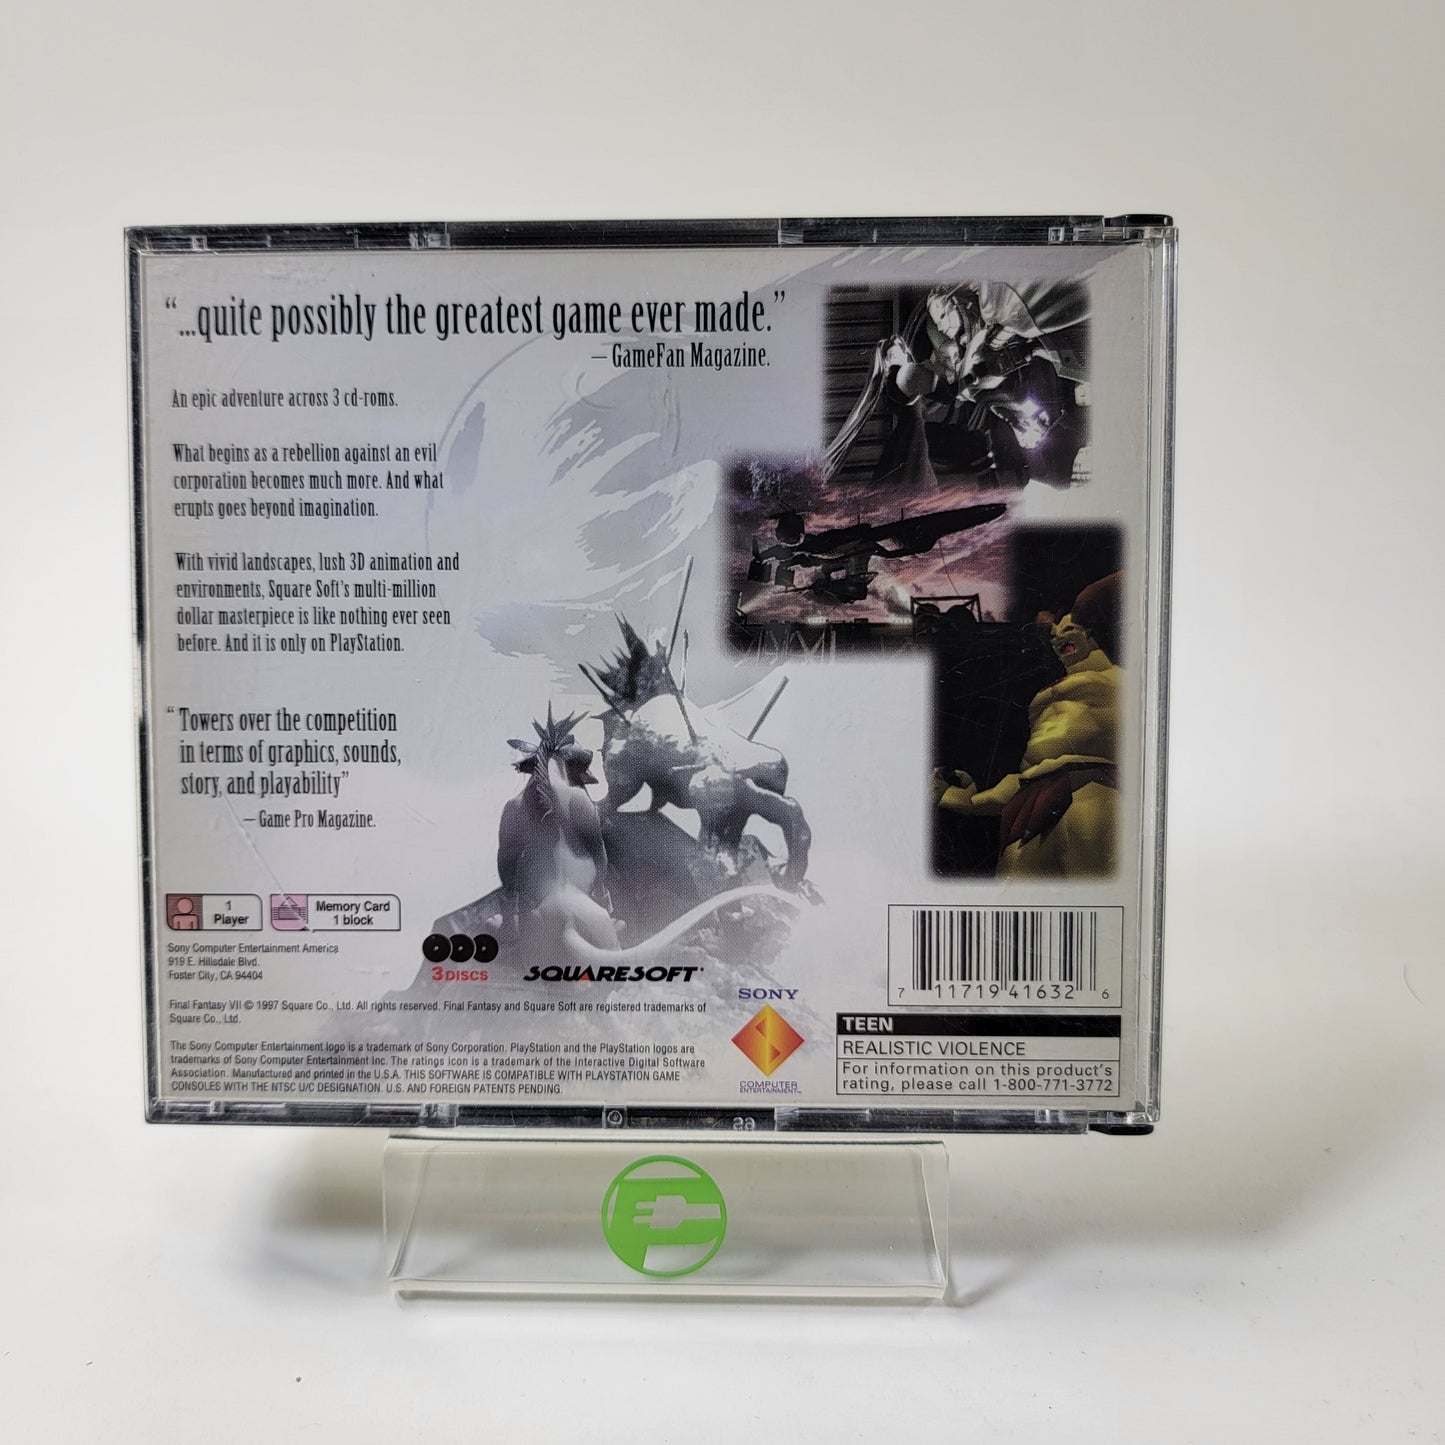 “...quite possibly the greatest game ever made.”
— GameFan Magazine.
An epic adventure across 3 cd-roms.
What begins as a rebellion against an evil
corporation becomes much more. And what
erupts goes beyond imagination.
With vivid landscapes, lush 3D animation and
environments, Square Soft's multi-million
dollar masterpiece is like nothing ever seen
before. And it is only on PlayStation.
“Towers over the competition
in terms of graphics, sounds,
story, and playability”
— Game Pro Magazine.
1
Player
Memory Card
1 block
Sony Computer Entertainment America
919 E. Hillsdale Blvd.
Foster City, CA 94404
3 DISCS
SQUARESOFT
Final Fantasy VII © 1997 Square Co., Ltd. All rights reserved. Final Fantasy and Square Soft are registered trademarks of
Square Co., Ltd.
The Sony Computer Entertainment logo is a trademark of Sony Corporation. PlayStation and the PlayStation logos are
trademarks of Sony Computer Entertainment Inc. The ratings icon is a trademark of the Interactive Digital Software
Association. Manufactured and printed in the U.S.A. THIS SOFTWARE IS COMPATIBLE WITH PLAYSTATION GAME
CONSOLES WITH THE NTSC U/C DESIGNATION. U.S. AND FOREIGN PATENTS PENDING.
SONY
COMPUTER
ENTERTAINMENT™
7 11719 41632 6
TEEN
REALISTIC VIOLENCE
For information on this product's
rating, please call 1-800-771-3772